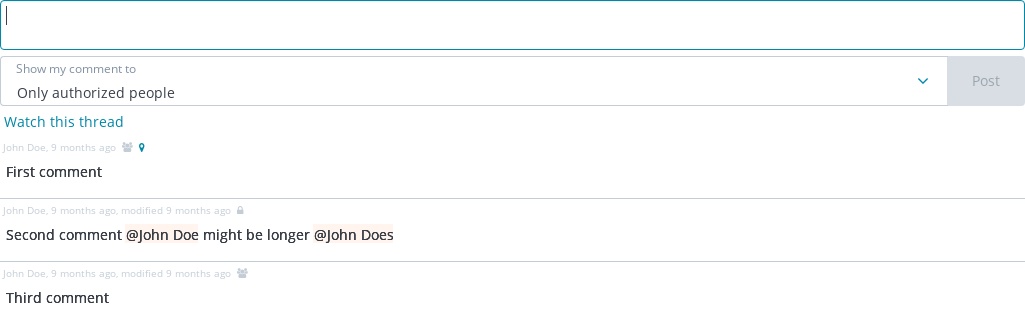 Show my comment to
Only authorized people
Post
Watch this thread
John Doe, 9 months ago
First comment
John Doe, 9 months ago, modified 9 months ago
Second comment @John Doe might be longer @John Does
John Doe, 9 months ago, modified 9 months ago
Third comment